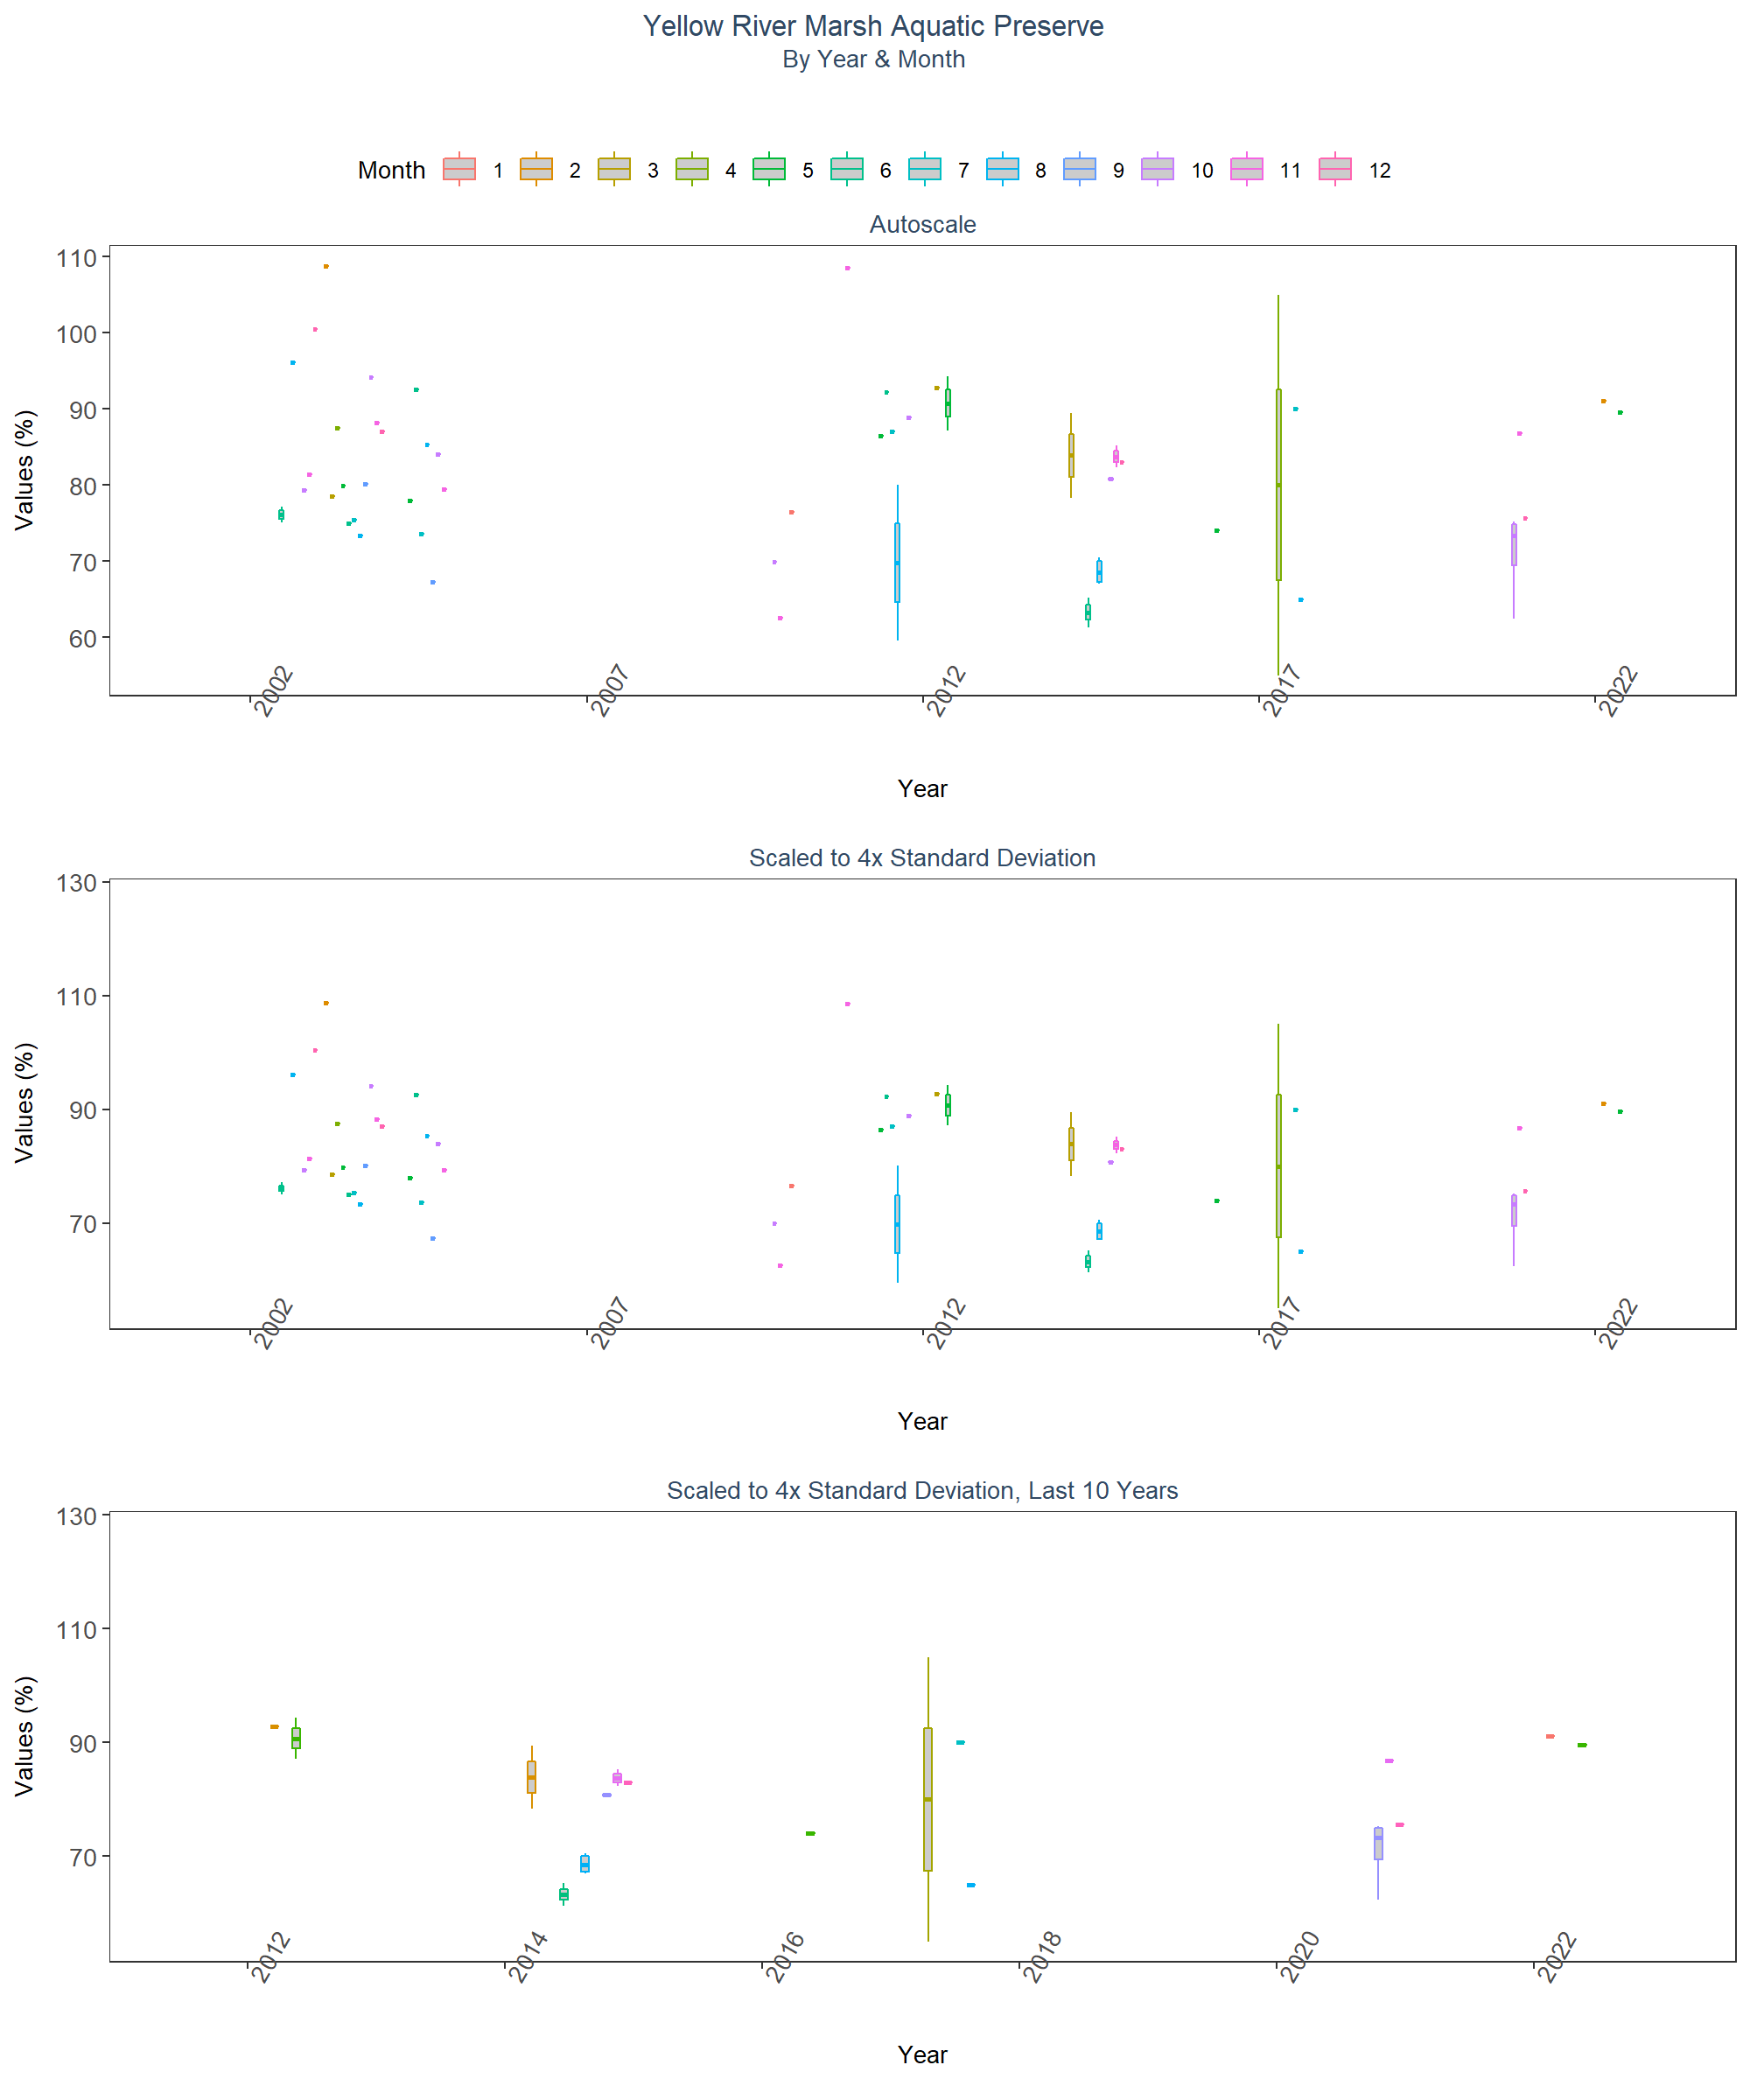 Yellow River Marsh Aquatic Preserve
By Year & Month
Month 1 2 3 4 5 6 7 8 9 10 11 12
Autoscale
110
100
90
80
70
60
Values (%)
2002 2007 2012 2017 2022
Year
Scaled to 4x Standard Deviation
130
110
90
70
Values (%)
2002 2007 2012 2017 2022
Year
Scaled to 4x Standard Deviation, Last 10 Years
130
110
90
70
Values (%)
2012 2014 2016 2018 2020 2022
Year